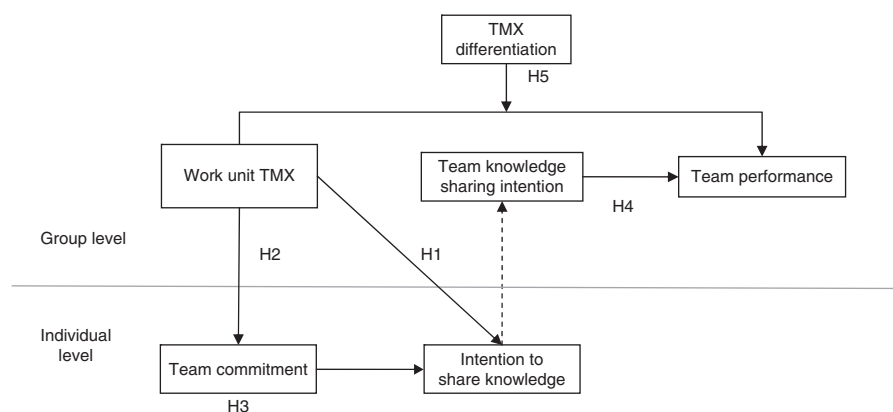 TMX
differentiation
H5
Work unit TMX
Team knowledge
sharing intention
Team performance
H4
Group level
H2
H1
Individual
level
Team commitment
Intention to
share knowledge
H3